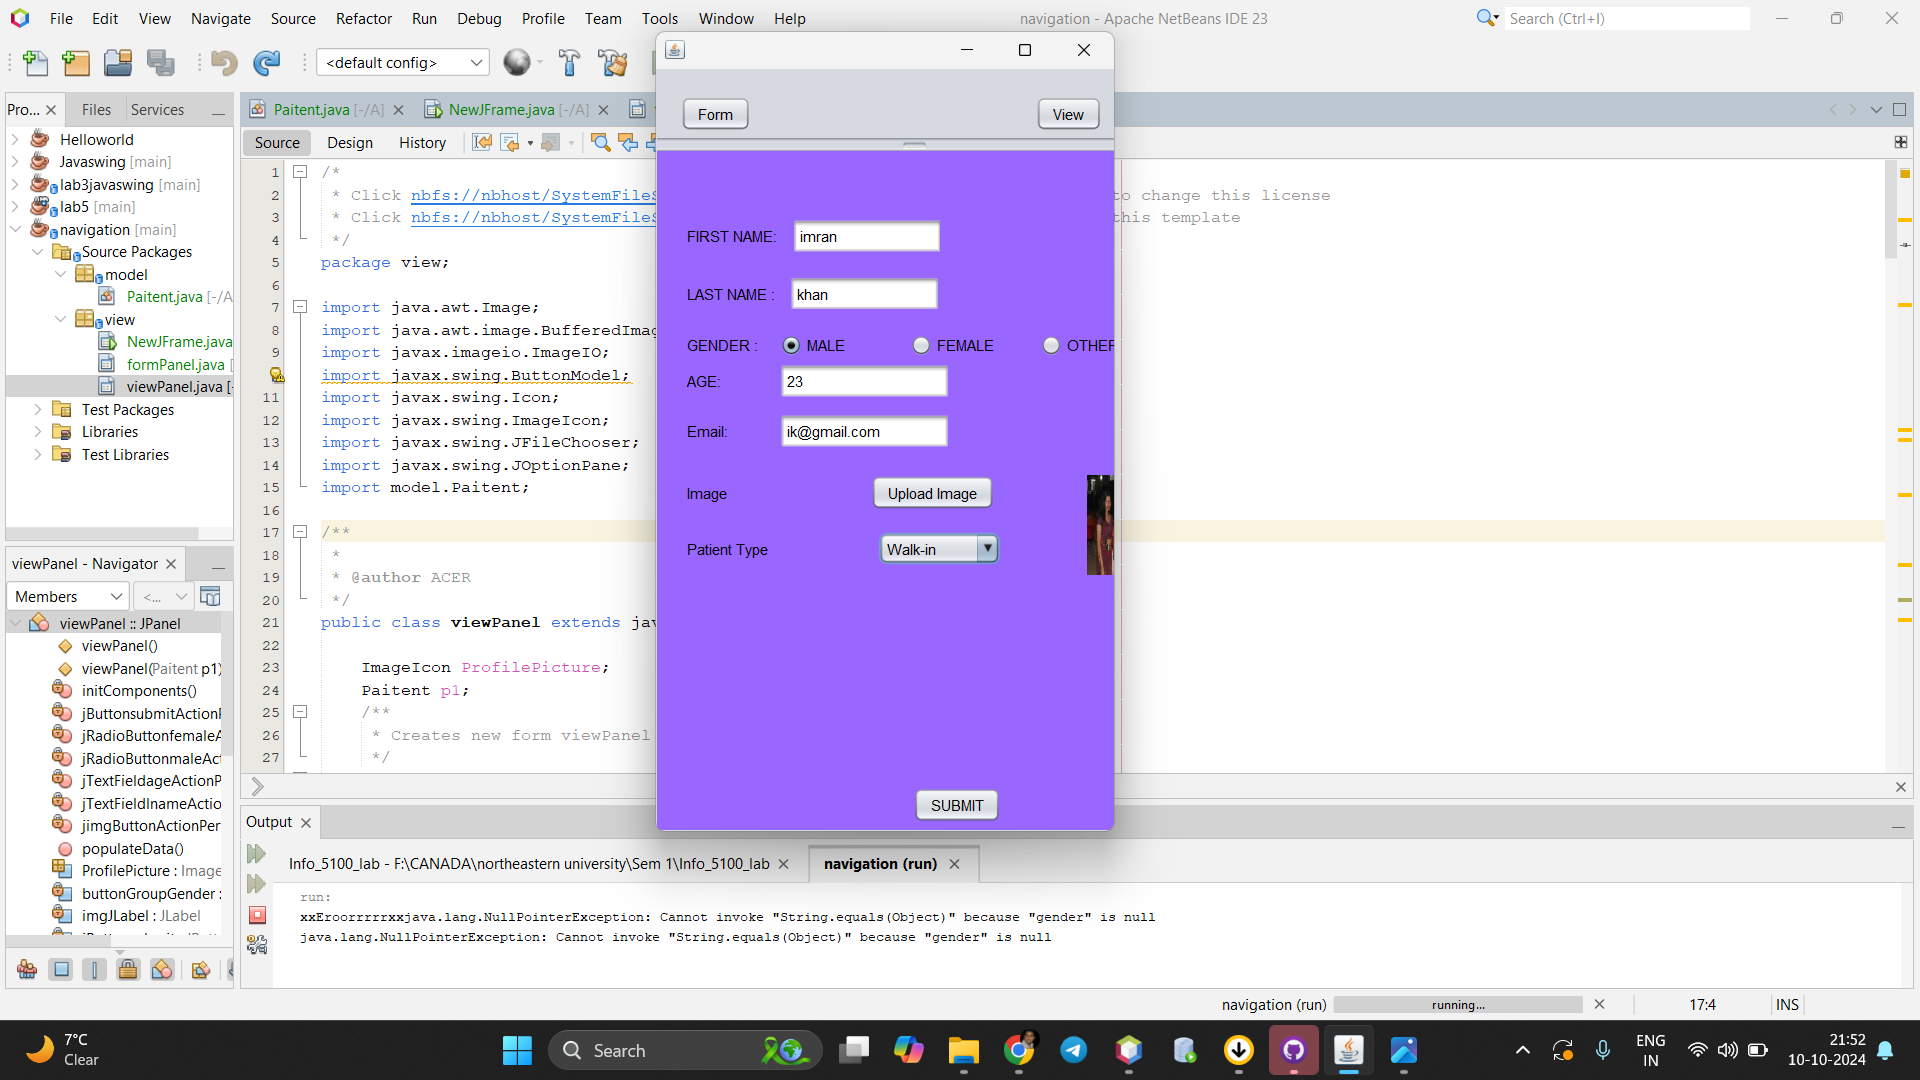 File Edit View Navigate Source Refactor Run Debug Profile Team Tools Window Help
navigation - Apache NetBeans IDE 23
Search (Ctrl+I)
<default config>
Pro... Files Services
Helloworld
Javaswing [main]
lab3javaswing [main]
lab5 [main]
navigation [main]
Source Packages
model
Paitent.java [-/A
view
NewJFrame.java
formPanel.java [
viewPanel.java [-
Test Packages
Libraries
Test Libraries
viewPanel - Navigator
Members <...
viewPanel :: JPanel
viewPanel()
viewPanel(Paitent p1)
initComponents()
jButtonsubmitAction
jRadioButtonfemaleA
jRadioButtonmaleAct
jTextFieldageActionP
jTextFieldlnameActio
jimgButtonActionPer
populateData()
ProfilePicture : Image
buttonGroupGender :
imgJLabel : JLabel
Paitent.java [-/A] NewJFrame.java [-/A]
Source Design History
1 /*
2 * Click nbfs://nbhost/SystemFileS to change this license
3 * Click nbfs://nbhost/SystemFileS this template
4 */
5 package view;
6
7 import java.awt.Image;
8 import java.awt.image.BufferedImag
9 import javax.imageio.ImageIO;
import javax.swing.ButtonModel;
11 import javax.swing.Icon;
12 import javax.swing.ImageIcon;
13 import javax.swing.JFileChooser;
14 import javax.swing.JOptionPane;
15 import model.Paitent;
16
17 /**
18 *
19 * @author ACER
20 */
21 public class viewPanel extends jav
22
23 ImageIcon ProfilePicture;
24 Paitent p1;
25 /**
26 * Creates new form viewPanel
27 */
Form View
FIRST NAME: imran
LAST NAME : khan
GENDER : MALE FEMALE OTHER
AGE: 23
Email: ik@gmail.com
Image Upload Image
Patient Type Walk-in
SUBMIT
Output
Info_5100_lab - F:\CANADA\northeastern university\Sem 1\Info_5100_lab navigation (run)
run:
xxEroorrrrrxxjava.lang.NullPointerException: Cannot invoke "String.equals(Object)" because "gender" is null
java.lang.NullPointerException: Cannot invoke "String.equals(Object)" because "gender" is null
navigation (run) running... 17:4 INS
7°C
Clear
Search
ENG
IN
21:52
10-10-2024